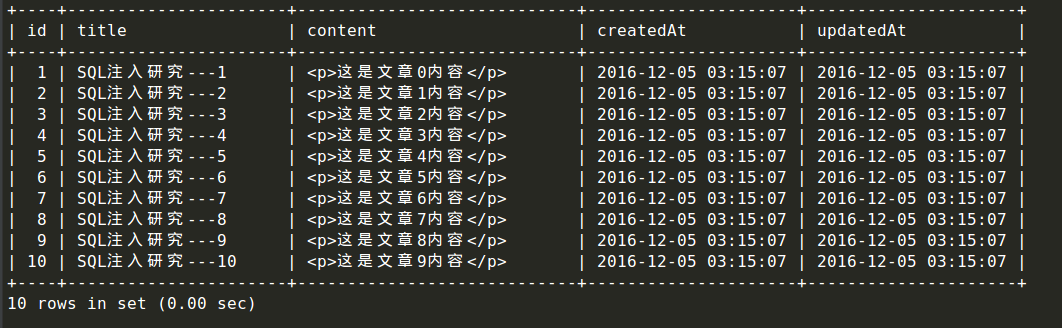 +----+----------------------+----------------------------+---------------------+---------------------+
| id | title                | content                    | createdAt           | updatedAt           |
+----+----------------------+----------------------------+---------------------+---------------------+
|  1 | SQL注入研究---1      | <p>这是文章0内容</p>       | 2016-12-05 03:15:07 | 2016-12-05 03:15:07 |
|  2 | SQL注入研究---2      | <p>这是文章1内容</p>       | 2016-12-05 03:15:07 | 2016-12-05 03:15:07 |
|  3 | SQL注入研究---3      | <p>这是文章2内容</p>       | 2016-12-05 03:15:07 | 2016-12-05 03:15:07 |
|  4 | SQL注入研究---4      | <p>这是文章3内容</p>       | 2016-12-05 03:15:07 | 2016-12-05 03:15:07 |
|  5 | SQL注入研究---5      | <p>这是文章4内容</p>       | 2016-12-05 03:15:07 | 2016-12-05 03:15:07 |
|  6 | SQL注入研究---6      | <p>这是文章5内容</p>       | 2016-12-05 03:15:07 | 2016-12-05 03:15:07 |
|  7 | SQL注入研究---7      | <p>这是文章6内容</p>       | 2016-12-05 03:15:07 | 2016-12-05 03:15:07 |
|  8 | SQL注入研究---8      | <p>这是文章7内容</p>       | 2016-12-05 03:15:07 | 2016-12-05 03:15:07 |
|  9 | SQL注入研究---9      | <p>这是文章8内容</p>       | 2016-12-05 03:15:07 | 2016-12-05 03:15:07 |
| 10 | SQL注入研究---10     | <p>这是文章9内容</p>       | 2016-12-05 03:15:07 | 2016-12-05 03:15:07 |
+----+----------------------+----------------------------+---------------------+---------------------+
10 rows in set (0.00 sec)